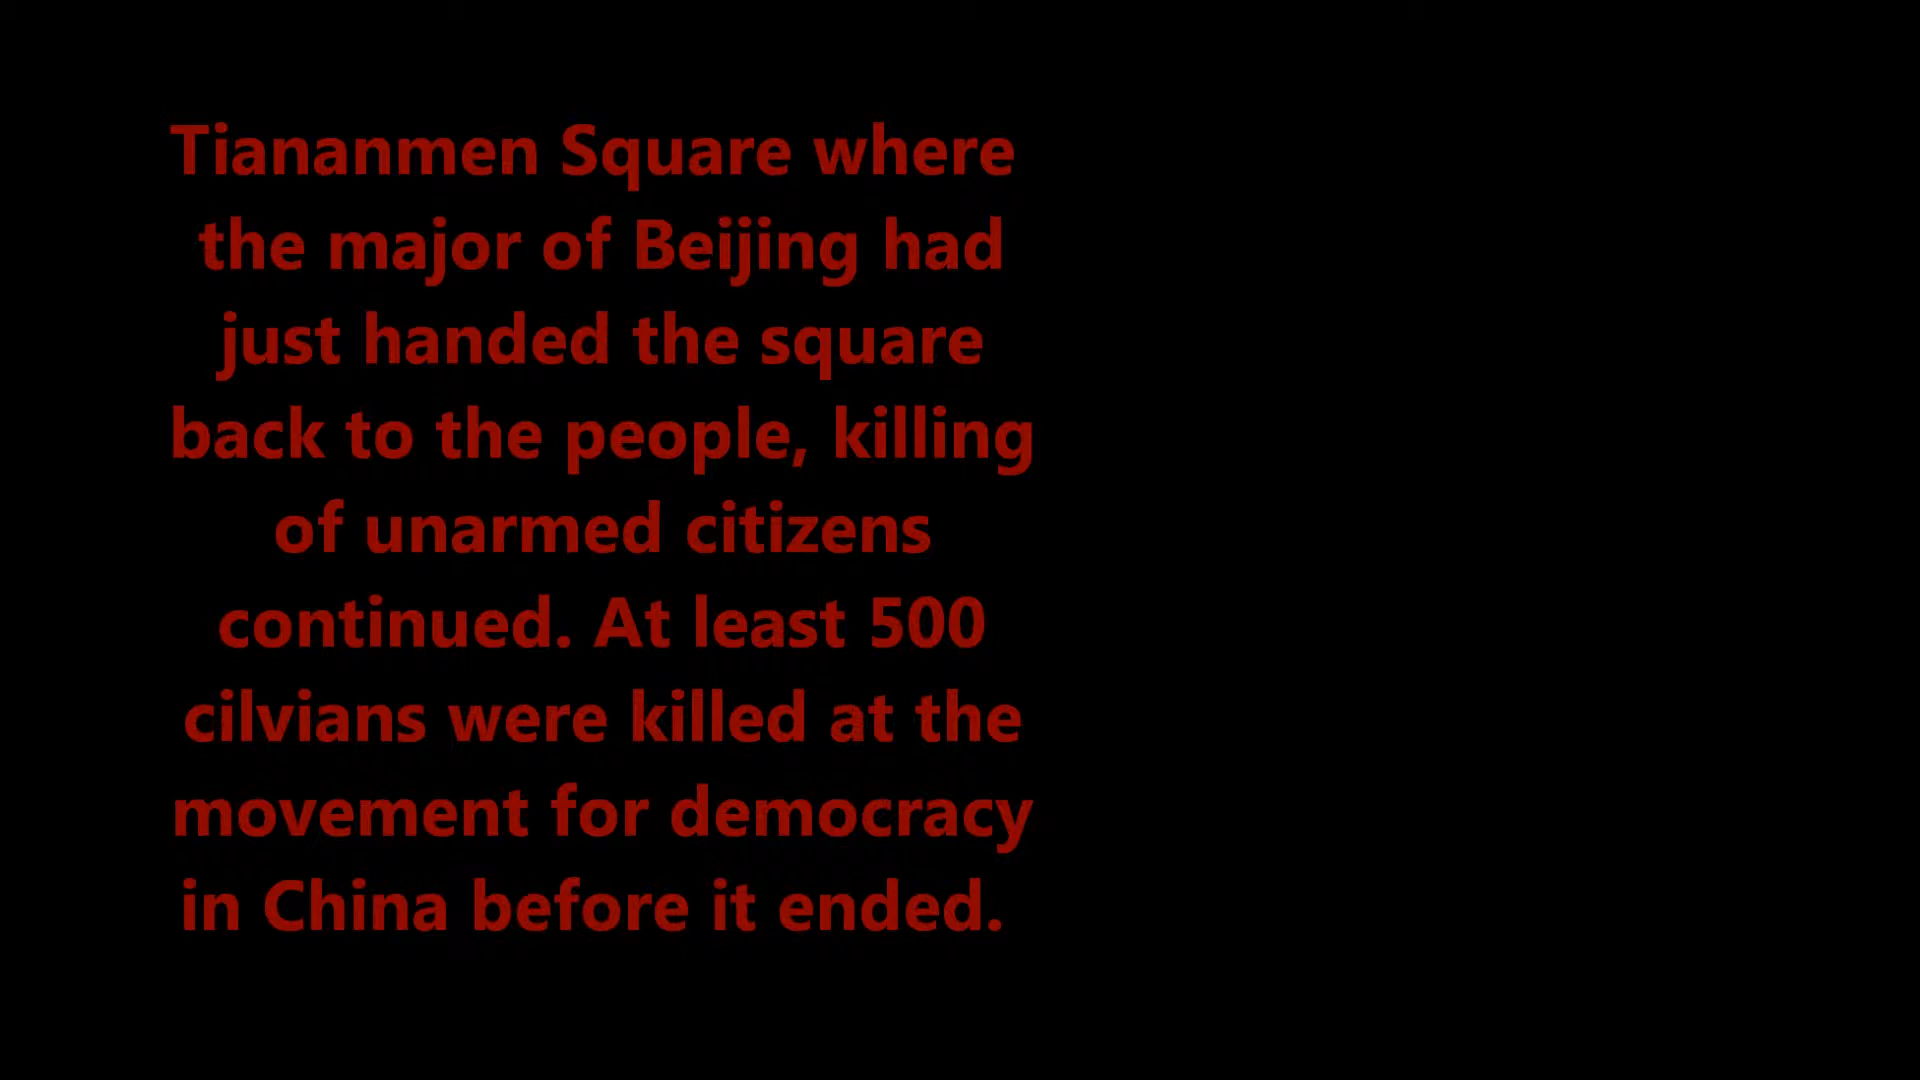 Tiananmen Square where
the major of Beijing had
just handed the square
back to the people, killing
of unarmed citizens
continued. At least 500
cilvians were killed at the
movement for democracy
in China before it ended.